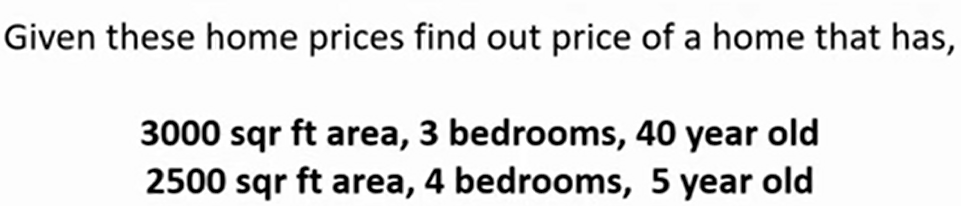 Given these home prices find out price of a home that has,
3000 sqr ft area, 3 bedrooms, 40 year old
2500 sqr ft area, 4 bedrooms, 5 year old